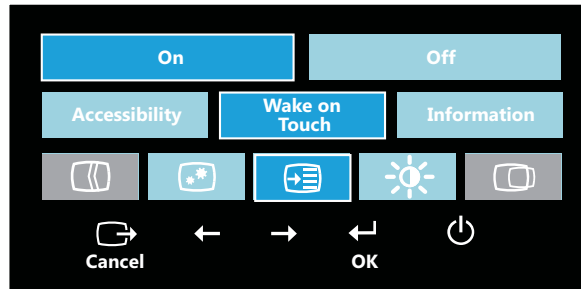 On
Off
Accessibility
Wake on
Touch
Information
Cancel
OK